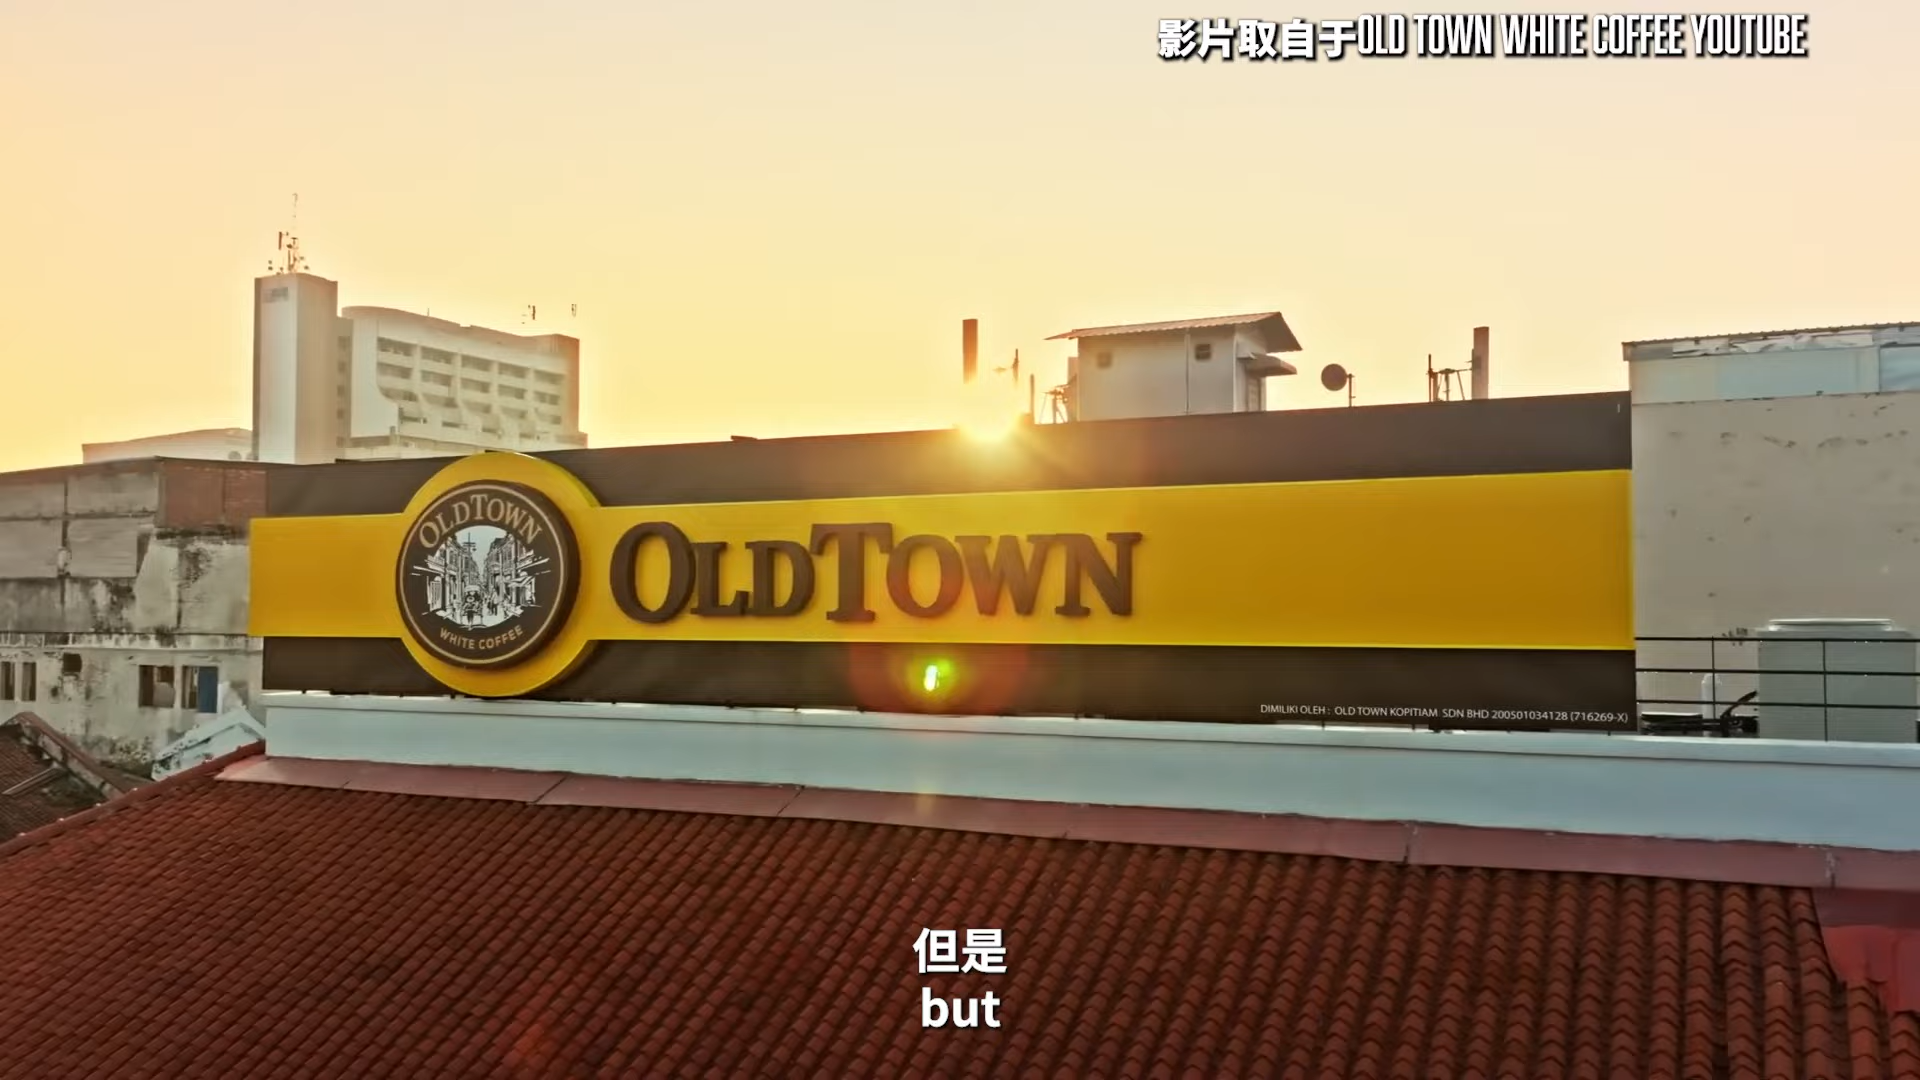 影片取自于OLD TOWN WHITE COFFEE YOUTUBE
OLDTOWN
WHITE COFFEE
OLDTOWN
DIMILIKI OLEH : OLD TOWN KOPITIAM SDN BHD 200501034128 (716269-X)
但是
but